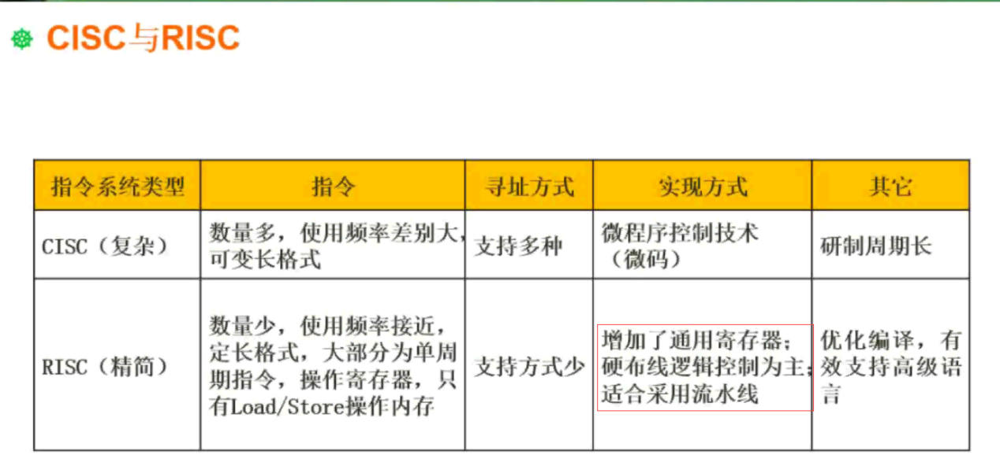 CISC与RISC
指令系统类型 指令 寻址方式 实现方式 其它
CISC（复杂）
数量多，使用频率差别大，
可变长格式
支持多种
微程序控制技术
（微码）
研制周期长
RISC（精简）
数量少，使用频率接近，
定长格式，大部分为单周
期指令，操作寄存器，只
有Load/Store操作内存
支持方式少
增加了通用寄存器；
硬布线逻辑控制为主；
适合采用流水线
优化编译，有
效支持高级语
言